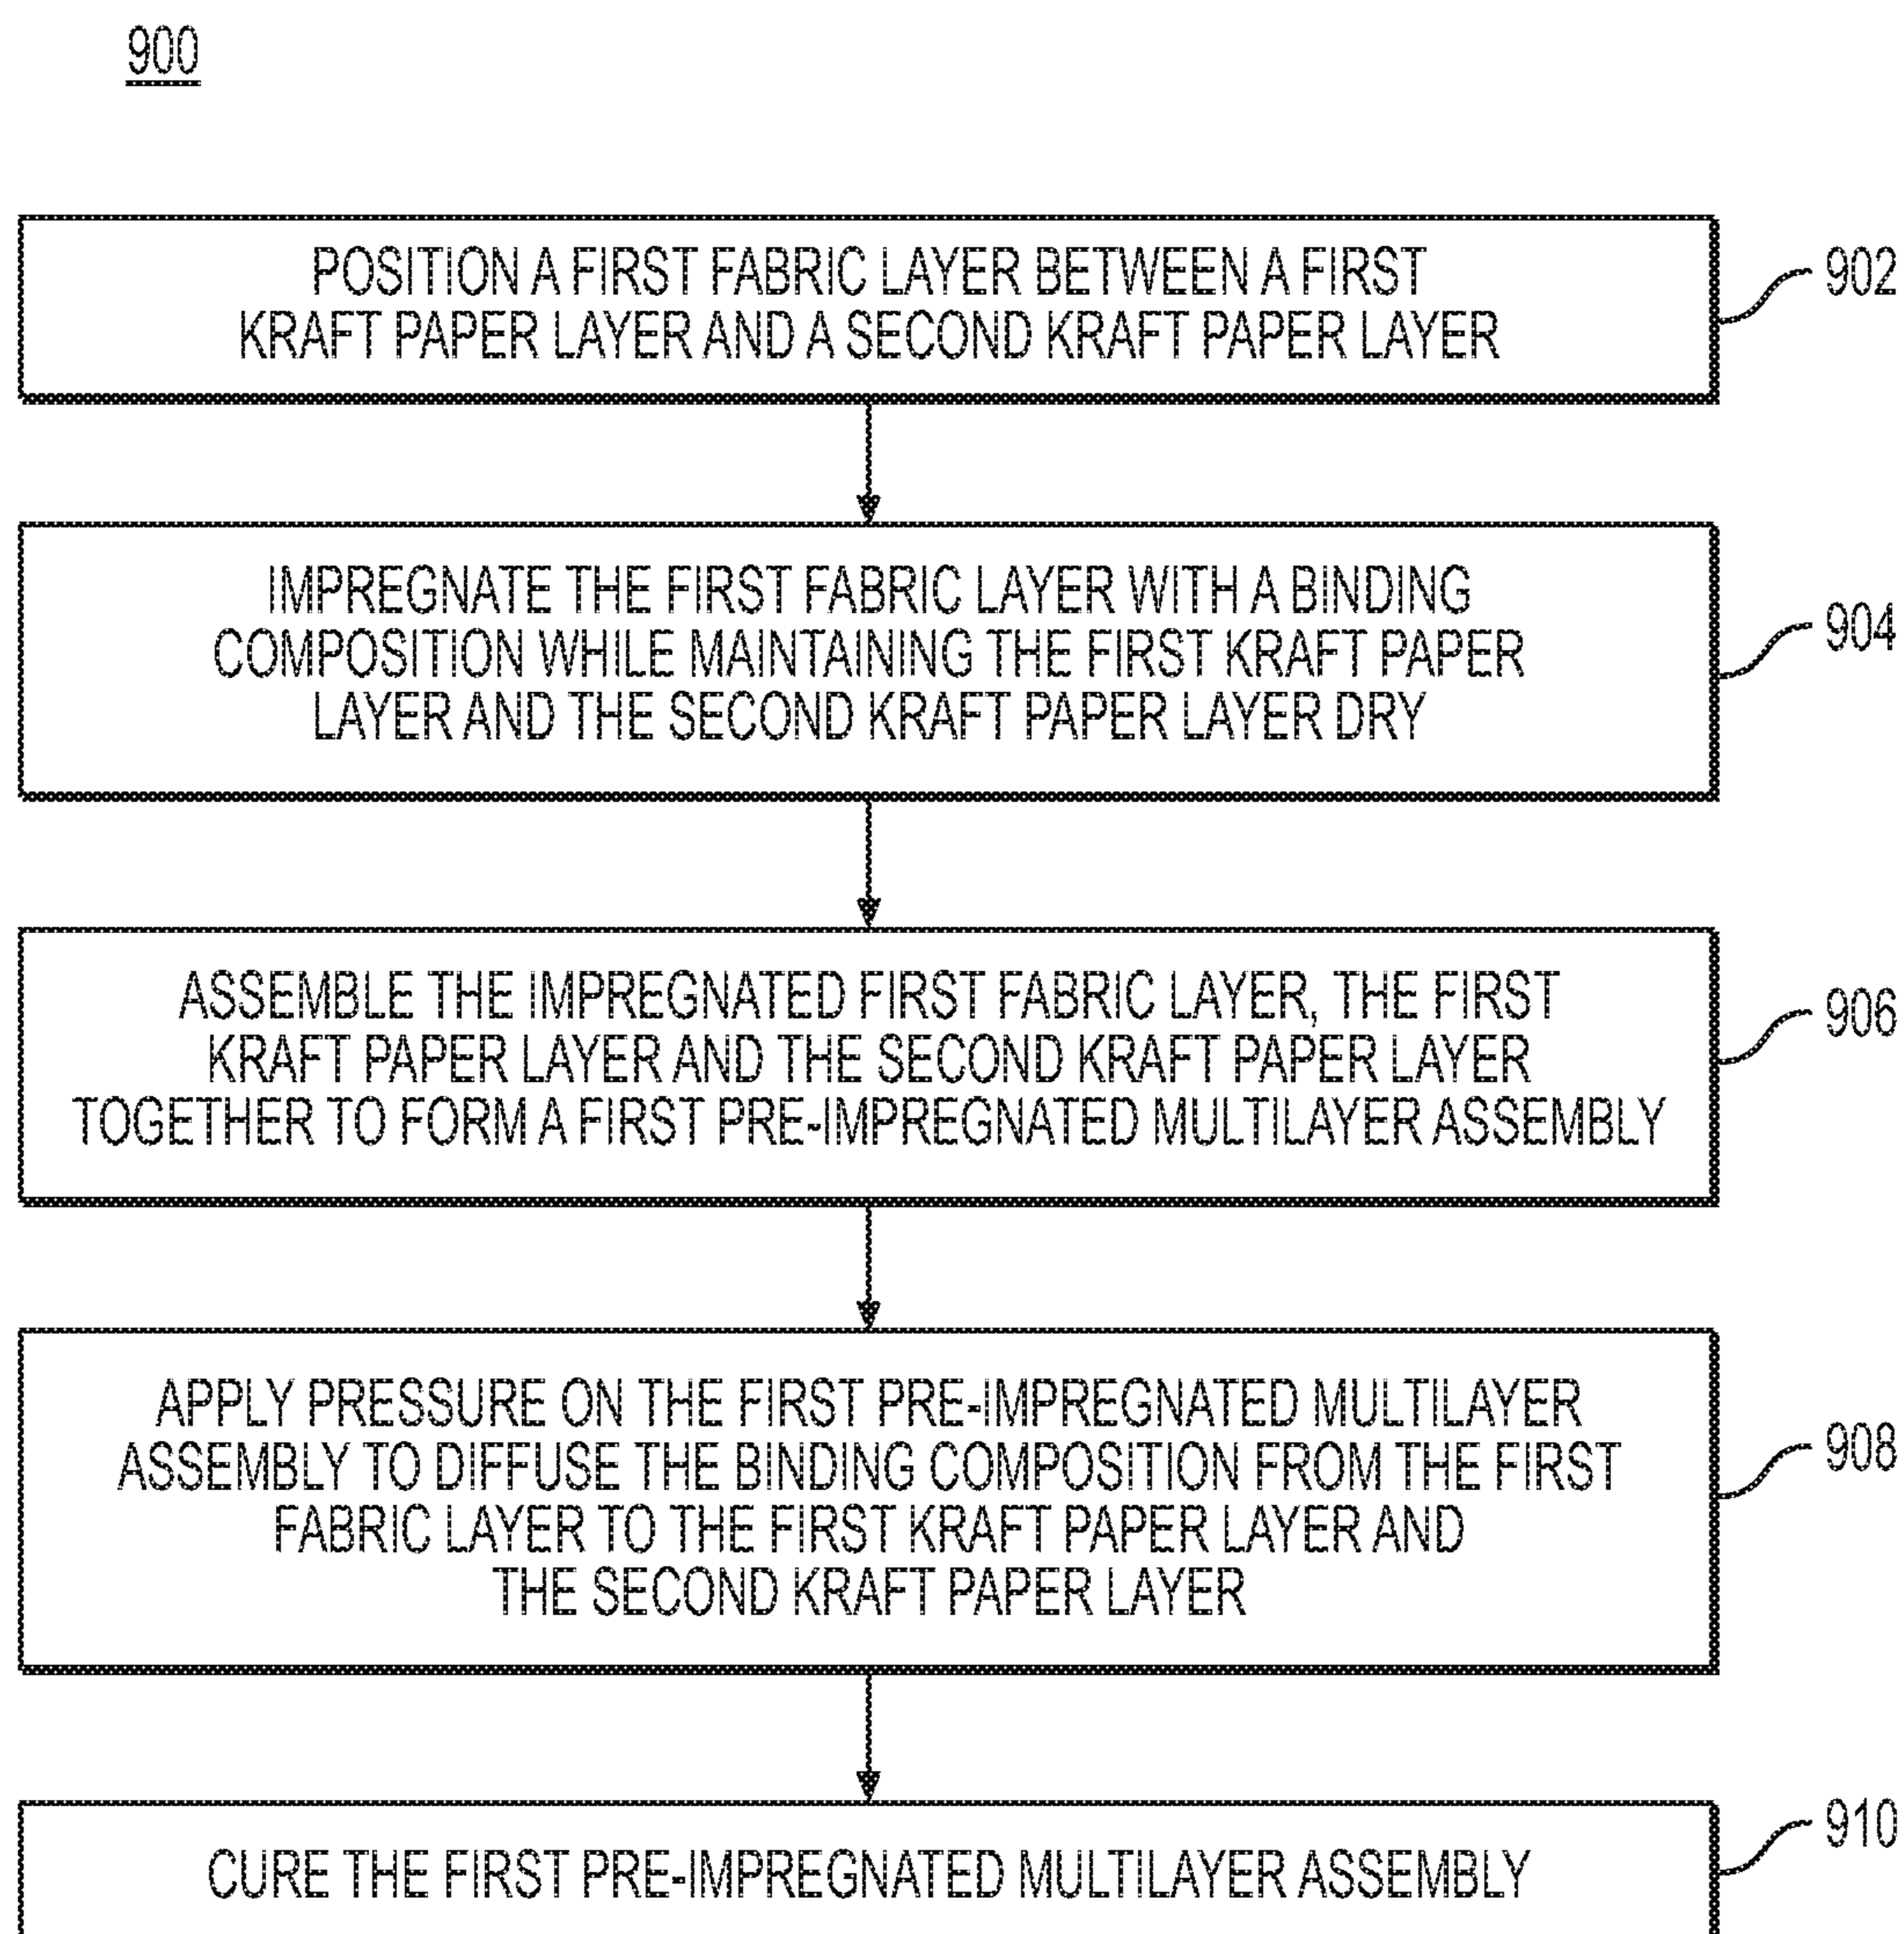 900
POSITION A FIRST FABRIC LAYER BETWEEN A FIRST
KRAFT PAPER LAYER AND A SECOND KRAFT PAPER LAYER
902
IMPREGNATE THE FIRST FABRIC LAYER WITH A BINDING
COMPOSITION WHILE MAINTAINING THE FIRST KRAFT PAPER
LAYER AND THE SECOND KRAFT PAPER LAYER DRY
904
ASSEMBLE THE IMPREGNATED FIRST FABRIC LAYER, THE FIRST
KRAFT PAPER LAYER AND THE SECOND KRAFT PAPER LAYER
TOGETHER TO FORM A FIRST PRE-IMPREGNATED MULTILAYER ASSEMBLY
906
APPLY PRESSURE ON THE FIRST PRE-IMPREGNATED MULTILAYER
ASSEMBLY TO DIFFUSE THE BINDING COMPOSITION FROM THE FIRST
FABRIC LAYER TO THE FIRST KRAFT PAPER LAYER AND
THE SECOND KRAFT PAPER LAYER
908
CURE THE FIRST PRE-IMPREGNATED MULTILAYER ASSEMBLY
910